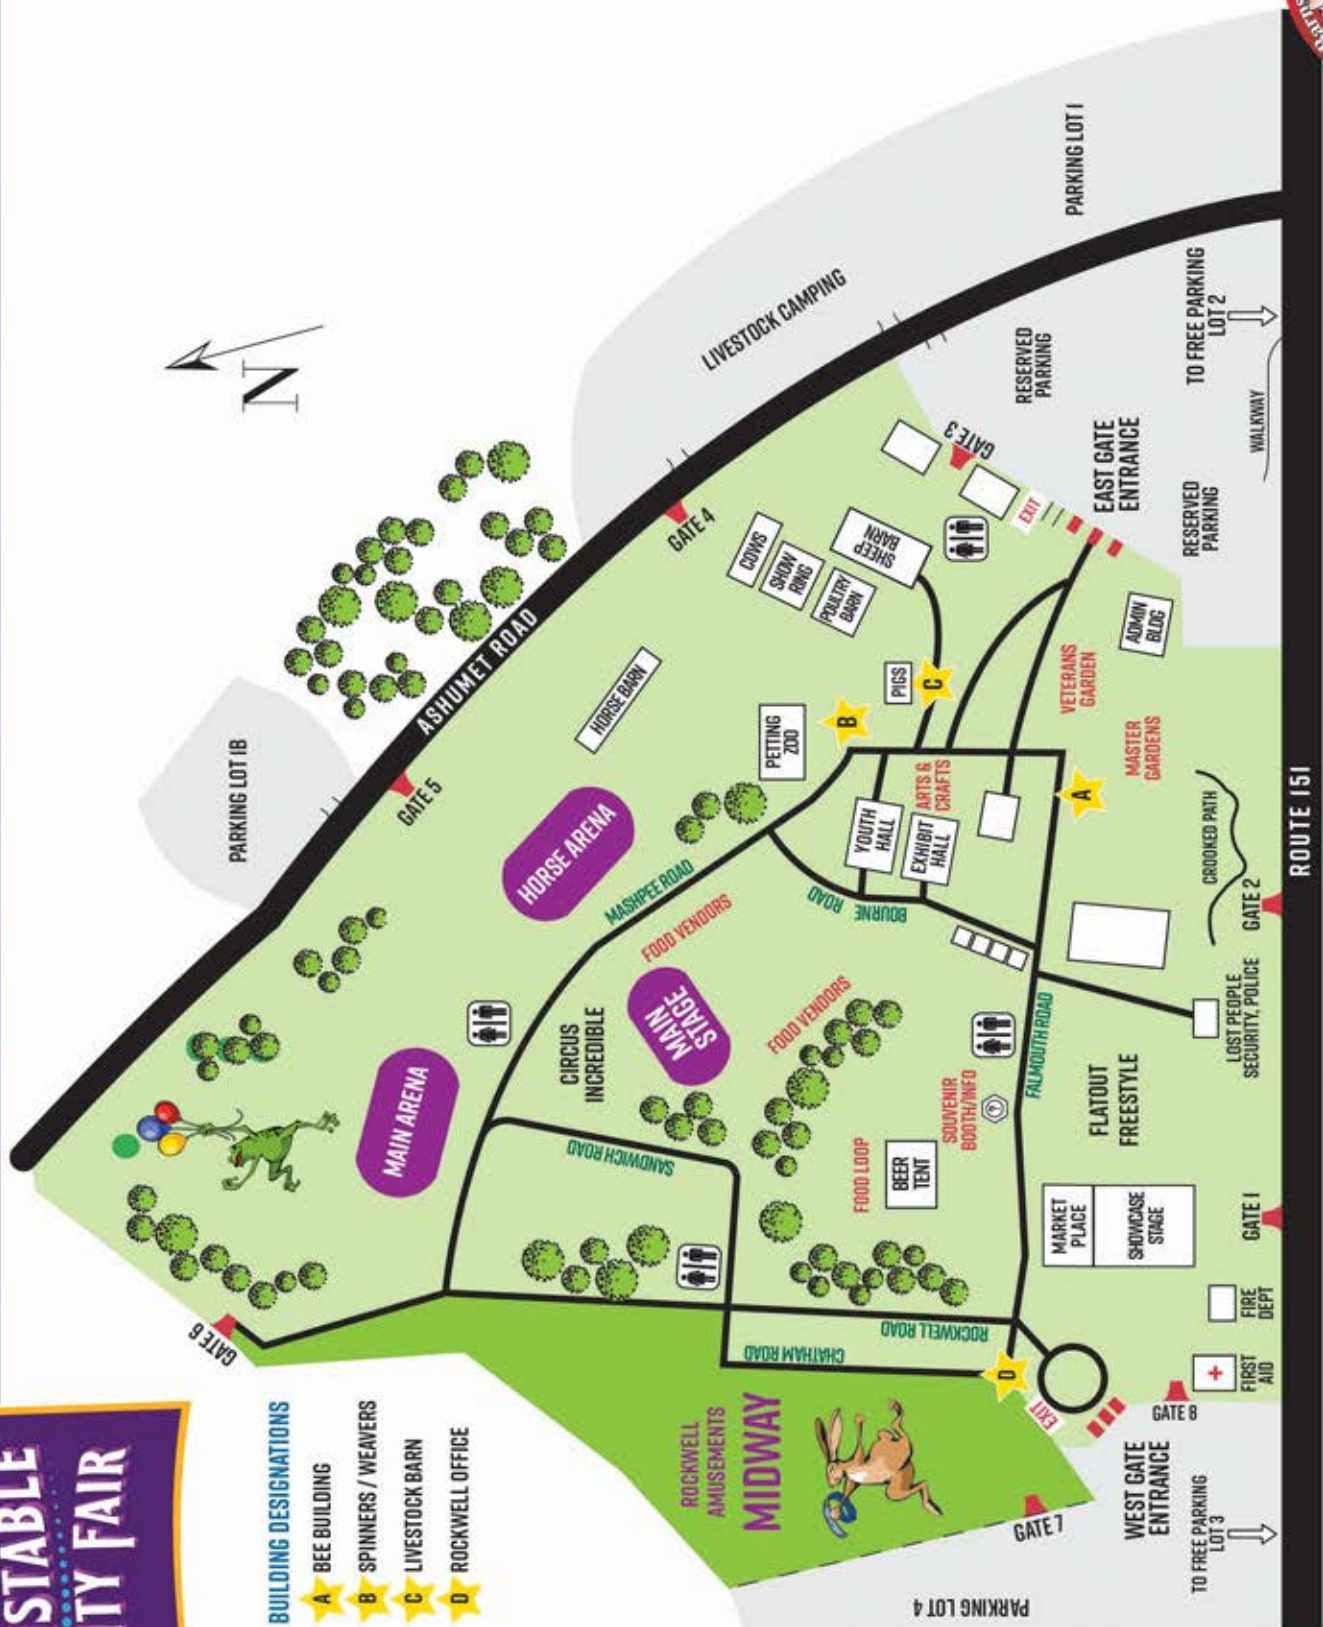 STABLE
TY FAIR
BUILDING DESIGNATIONS
A BEE BUILDING
B SPINNERS / WEAVERS
C LIVESTOCK BARN
D ROCKWELL OFFICE
N
PARKING LOT 1B
ASHUMET ROAD
GATE 6
GATE 5
GATE 4
GATE 3
LIVESTOCK CAMPING
PARKING LOT 1
MAIN ARENA
HORSE ARENA
HORSE BARN
COWS
SHOW
RING
POULTRY
BARN
SHEEP
BARN
PETTING
ZOO
B
PIGS
C
MASHPEE ROAD
FOOD VENDORS
CIRCUS
INCREDIBLE
MAIN
STAGE
FOOD VENDORS
SANDWICH ROAD
BOURNE
ROAD
YOUTH
HALL
EXHIBIT
HALL
ARTS &
CRAFTS
EXIT
EAST GATE
ENTRANCE
RESERVED
PARKING
RESERVED
PARKING
TO FREE PARKING
LOT 2
WALKWAY
ROCKWELL
AMUSEMENTS
MIDWAY
CHATHAM ROAD
ROCKWELL ROAD
FOOD LOOP
BEER
TENT
SOUVENIR
BOOTH/INFO
?
FALMOUTH ROAD
A
VETERANS
GARDEN
MASTER
GARDENS
ADMIN
BLDG
D
EXIT
GATE 7
PARKING LOT 4
WEST GATE
ENTRANCE
TO FREE PARKING
LOT 3
GATE 8
FIRST
AID
FIRE
DEPT
MARKET
PLACE
SHOWCASE
STAGE
FLATOUT
FREESTYLE
GATE 1
LOST PEOPLE
SECURITY, POLICE
GATE 2
CROOKED PATH
ROUTE 151
Barns